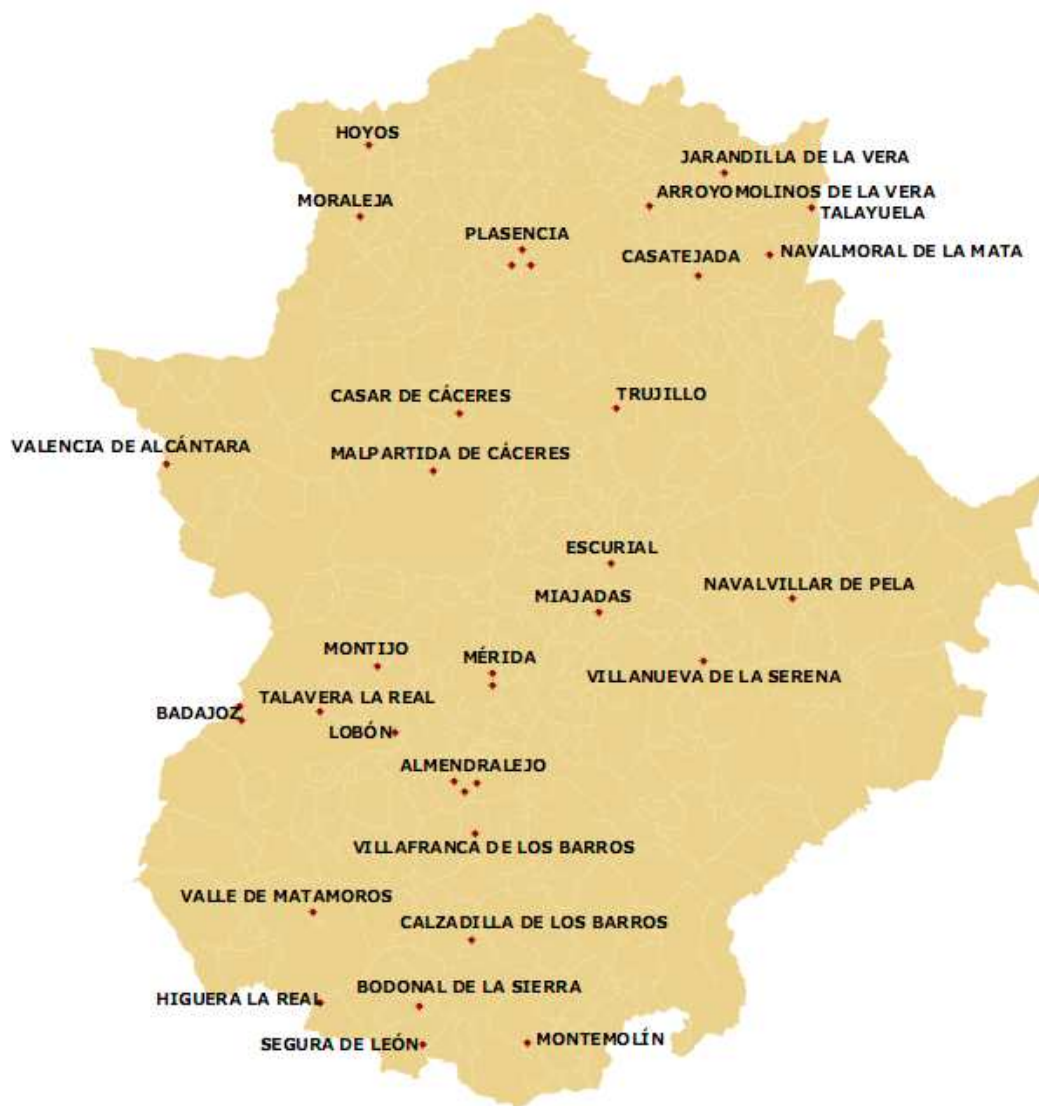 HOYOS
JARANDILLA DE LA VERA
ARROYOMOLINOS DE LA VERA
MORALEJA
TALAYUELA
PLASENCIA
CASATEJADA
NAVALMORAL DE LA MATA
CASAR DE CÁCERES
TRUJILLO
VALENCIA DE ALCÁNTARA
MALPARTIDA DE CÁCERES
ESCURIAL
NAVALVILLAR DE PELA
MIAJADAS
MONTIJO
MÉRIDA
VILLANUEVA DE LA SERENA
TALAVERA LA REAL
BADAJOZ
LOBÓN
ALMENDRALEJO
VILLAFRANCA DE LOS BARROS
VALLE DE MATAMOROS
CALZADILLA DE LOS BARROS
BODONAL DE LA SIERRA
HIGUERA LA REAL
MONTEMOLÍN
SEGURA DE LEÓN